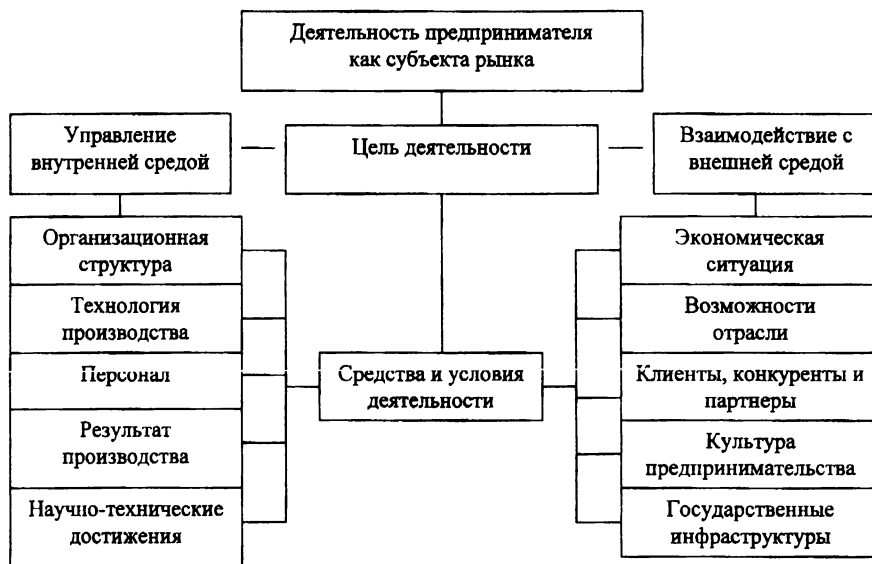 Деятельность предпринимателя
как субъекта рынка
Управление
внутренней средой
Цель деятельности
Взаимодействие с
внешней средой
Организационная
структура
Технология
производства
Персонал
Результат
производства
Научно-технические
достижения
Средства и условия
деятельности
Экономическая
ситуация
Возможности
отрасли
Клиенты, конкуренты и
партнеры
Культура
предпринимательства
Государственные
инфраструктуры